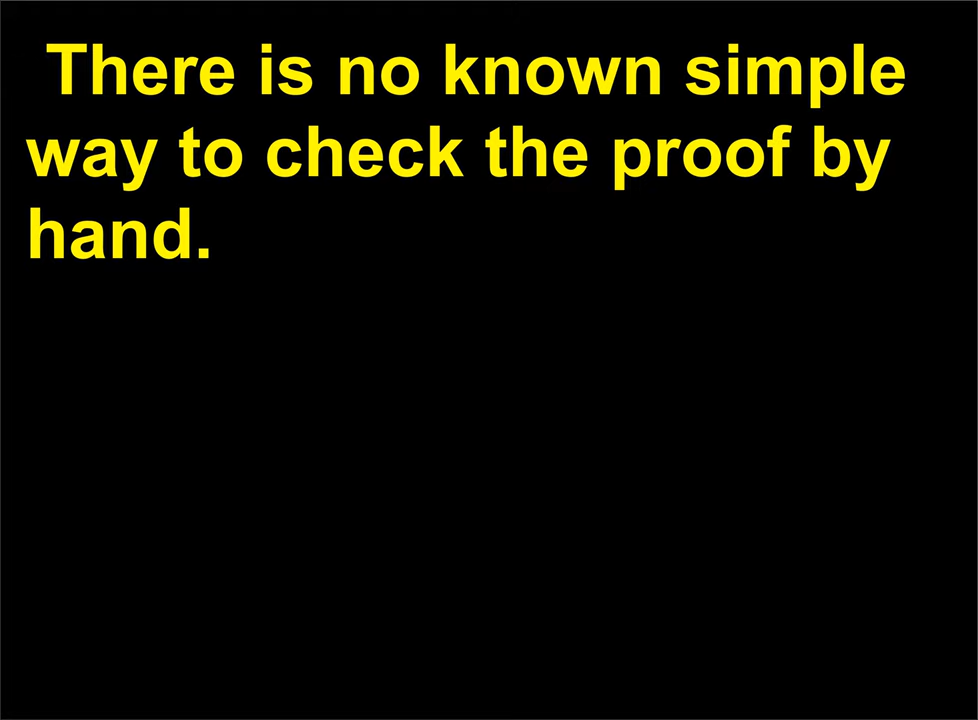 There is no known simple
way to check the proof by
hand.